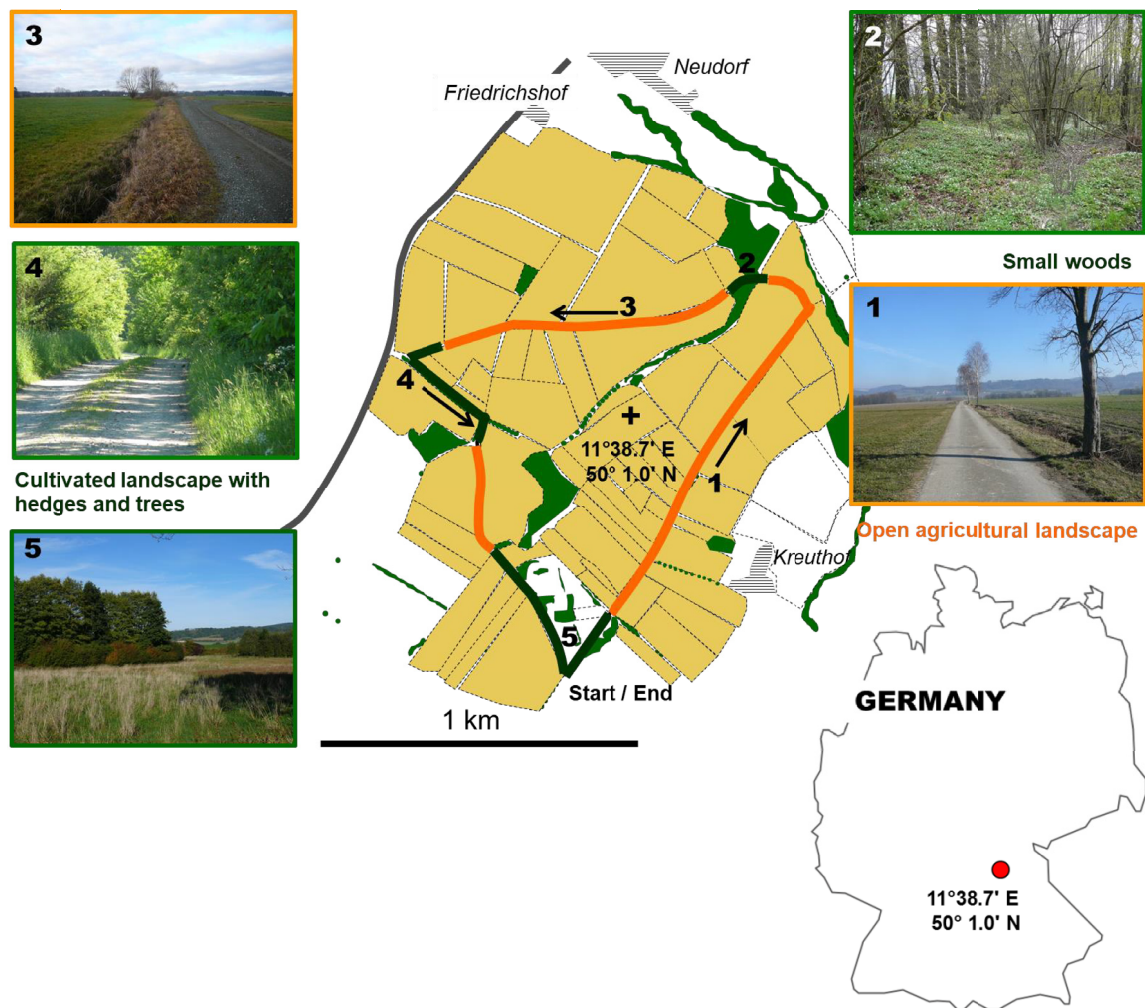 3
2
Neudorf
Friedrichshof
4
2
Small woods
3
1
4
11°38.7' E
50° 1.0' N
1
Cultivated landscape with
hedges and trees
Open agricultural landscape
5
Kreuthof
5
Start / End
GERMANY
1 km
11°38.7' E
50° 1.0' N